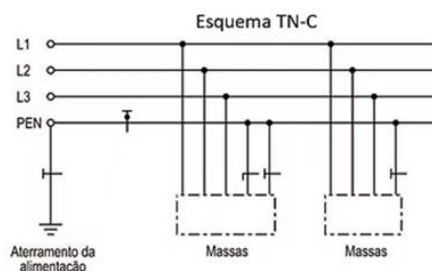 Esquema TN-C
L1
L2
L3
PEN
Aterramento da
alimentação
Massas
Massas